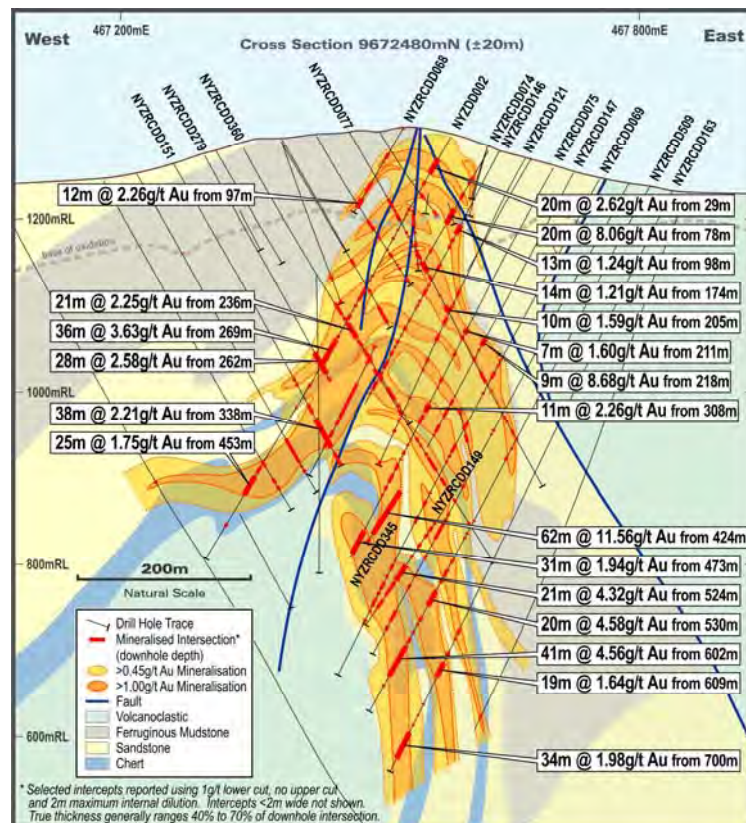 467 200mE
467 800mE
West
Cross Section 9672480mN (±20m)
East
NYZRCDD151
NYZRCDD279
NYZRCDD360
NYZRCDD077
NYZRCDD068
NYZDD002
NYZRCDD074
NYZRCDD146
NYZRCDD121
NYZRCDD075
NYZRCDD147
NYZRCDD069
NYZRCDD509
NYZRCDD163
12m @ 2.26g/t Au from 97m
1200mRL
base of oxidation
21m @ 2.25g/t Au from 236m
36m @ 3.63g/t Au from 269m
28m @ 2.58g/t Au from 262m
1000mRL
38m @ 2.21g/t Au from 338m
25m @ 1.75g/t Au from 453m
20m @ 2.62g/t Au from 29m
20m @ 8.06g/t Au from 78m
13m @ 1.24g/t Au from 98m
14m @ 1.21g/t Au from 174m
10m @ 1.59g/t Au from 205m
7m @ 1.60g/t Au from 211m
9m @ 8.68g/t Au from 218m
11m @ 2.26g/t Au from 308m
NYZRCDD149
NYZRCDD345
62m @ 11.56g/t Au from 424m
31m @ 1.94g/t Au from 473m
21m @ 4.32g/t Au from 524m
20m @ 4.58g/t Au from 530m
41m @ 4.56g/t Au from 602m
19m @ 1.64g/t Au from 609m
34m @ 1.98g/t Au from 700m
800mRL
200m
Natural Scale
Drill Hole Trace
Mineralised Intersection*
(downhole depth)
>0.45g/t Au Mineralisation
>1.00g/t Au Mineralisation
Fault
Volcanoclastic
Ferruginous Mudstone
Sandstone
Chert
600mRL
* Selected intercepts reported using 1g/t lower cut, no upper cut
and 2m maximum internal dilution. Intercepts <2m wide not shown.
True thickness generally ranges 40% to 70% of downhole intersection.